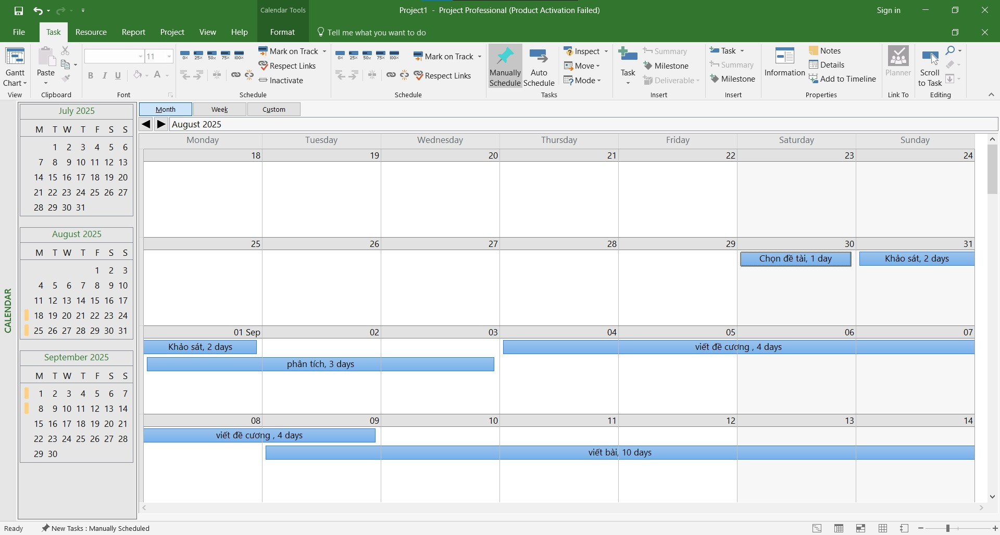 Calendar Tools
Project1 - Project Professional (Product Activation Failed)
Sign in
File Task Resource Report Project View Help Format Tell me what you want to do
Gantt Chart
View
Paste
Clipboard
11
B I U A
Font
0% 25% 50% 75% 100%
Mark on Track
Respect Links
Inactivate
Schedule
0% 25% 50% 75% 100%
Mark on Track
Respect Links
Schedule
Manually Schedule
Auto Schedule
Inspect
Move
Mode
Tasks
Task
Summary
Milestone
Deliverable
Insert
Task
Summary
Milestone
Insert
Information
Notes
Details
Add to Timeline
Properties
Planner
Link To
Scroll to Task
Editing
CALENDAR
July 2025
M T W T F S S
1 2 3 4 5 6
7 8 9 10 11 12 13
14 15 16 17 18 19 20
21 22 23 24 25 26 27
28 29 30 31
August 2025
M T W T F S S
1 2 3
4 5 6 7 8 9 10
11 12 13 14 15 16 17
18 19 20 21 22 23 24
25 26 27 28 29 30 31
September 2025
M T W T F S S
1 2 3 4 5 6 7
8 9 10 11 12 13 14
15 16 17 18 19 20 21
22 23 24 25 26 27 28
29 30
Month Week Custom
August 2025
Monday Tuesday Wednesday Thursday Friday Saturday Sunday
18 19 20 21 22 23 24
25 26 27 28 29 30 31
Chọn đề tài, 1 day Khảo sát, 2 days
01 Sep 02 03 04 05 06 07
Khảo sát, 2 days viết đề cương , 4 days
phân tích, 3 days
08 09 10 11 12 13 14
viết đề cương , 4 days
viết bài, 10 days
Ready New Tasks : Manually Scheduled